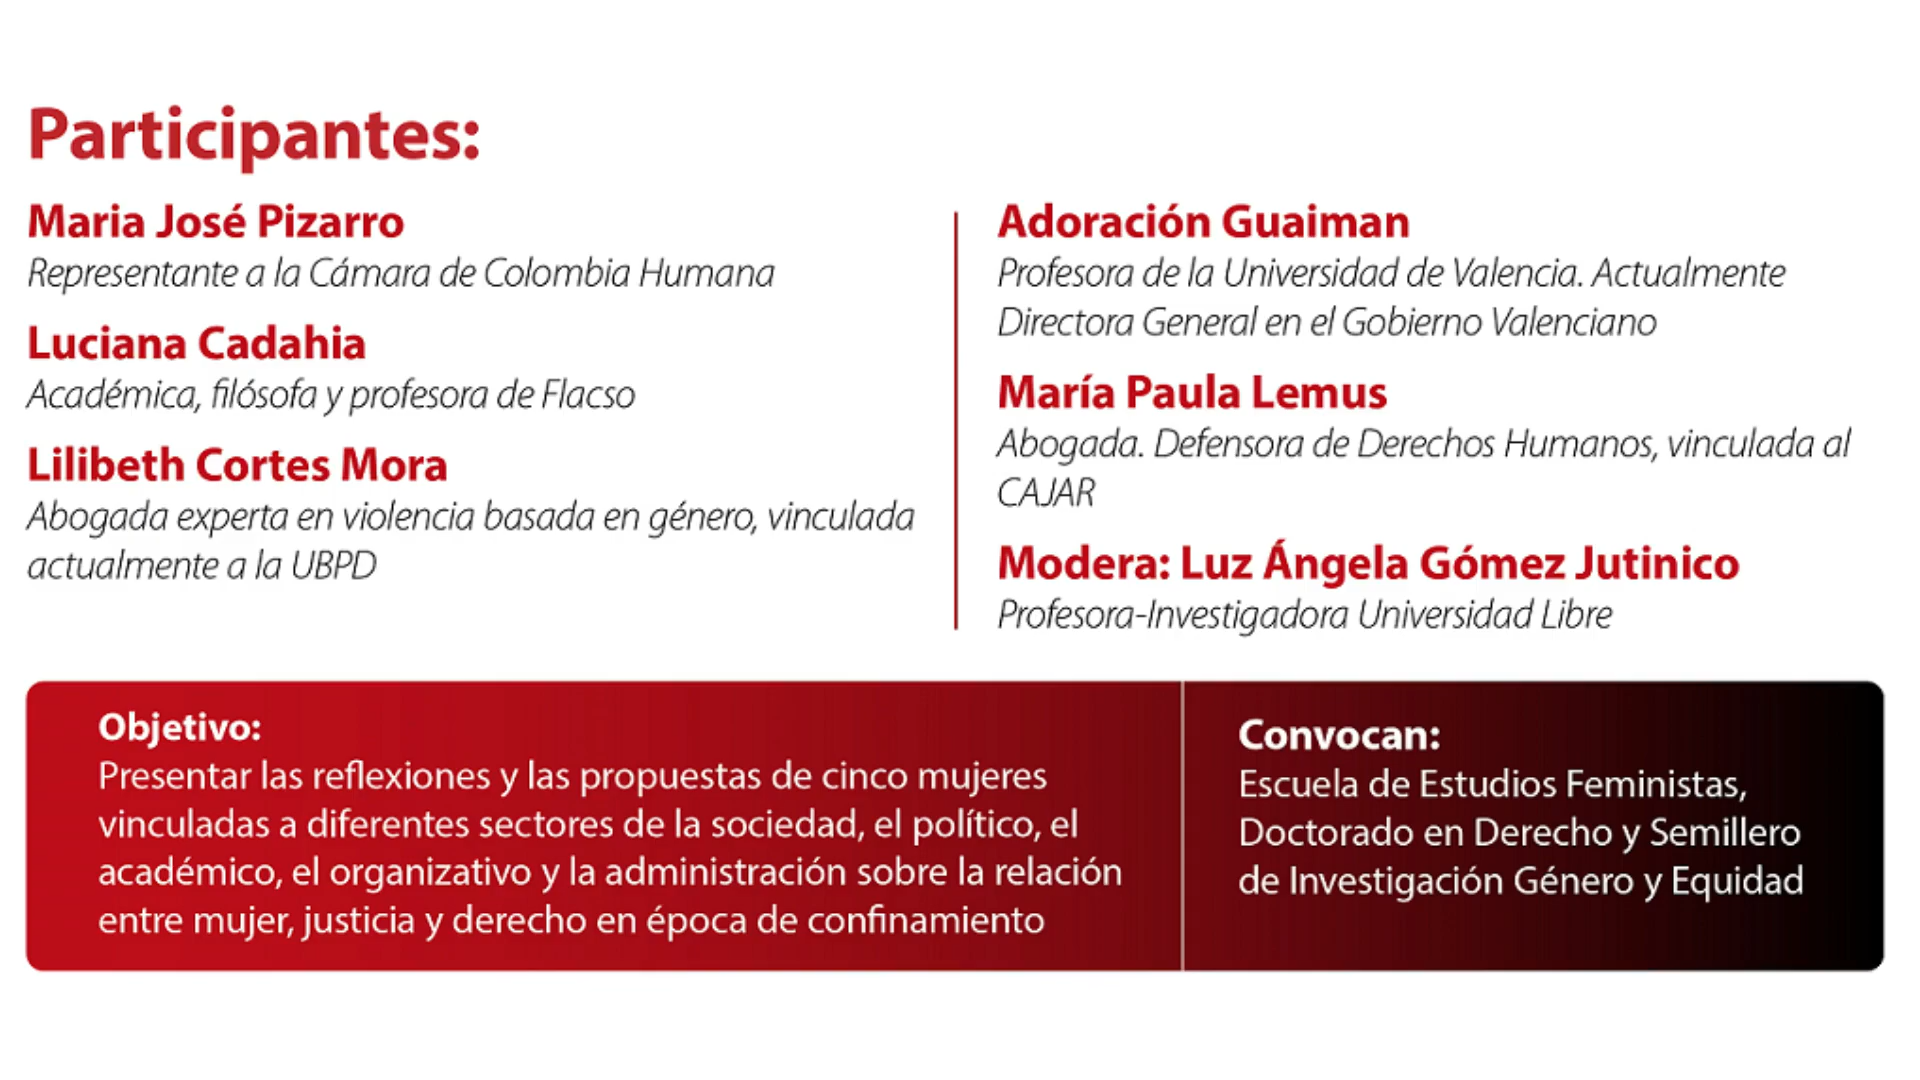 Participantes:
Maria José Pizarro
Representante a la Cámara de Colombia Humana
Luciana Cadahia
Académica, filósofa y profesora de Flacso
Lilibeth Cortes Mora
Abogada experta en violencia basada en género, vinculada
actualmente a la UBPD
Adoración Guaiman
Profesora de la Universidad de Valencia. Actualmente
Directora General en el Gobierno Valenciano
María Paula Lemus
Abogada. Defensora de Derechos Humanos, vinculada al
CAJAR
Modera: Luz Ángela Gómez Jutinico
Profesora-Investigadora Universidad Libre
Objetivo:
Presentar las reflexiones y las propuestas de cinco mujeres
vinculadas a diferentes sectores de la sociedad, el político, el
académico, el organizativo y la administración sobre la relación
entre mujer, justicia y derecho en época de confinamiento
Convocan:
Escuela de Estudios Feministas,
Doctorado en Derecho y Semillero
de Investigación Género y Equidad